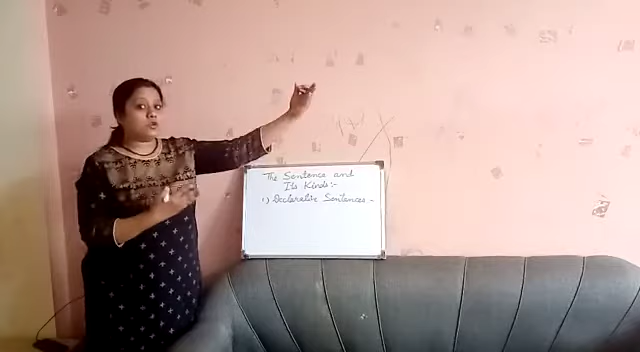 The Sentence and
Its Kinds:-
1) Declarative Sentences -